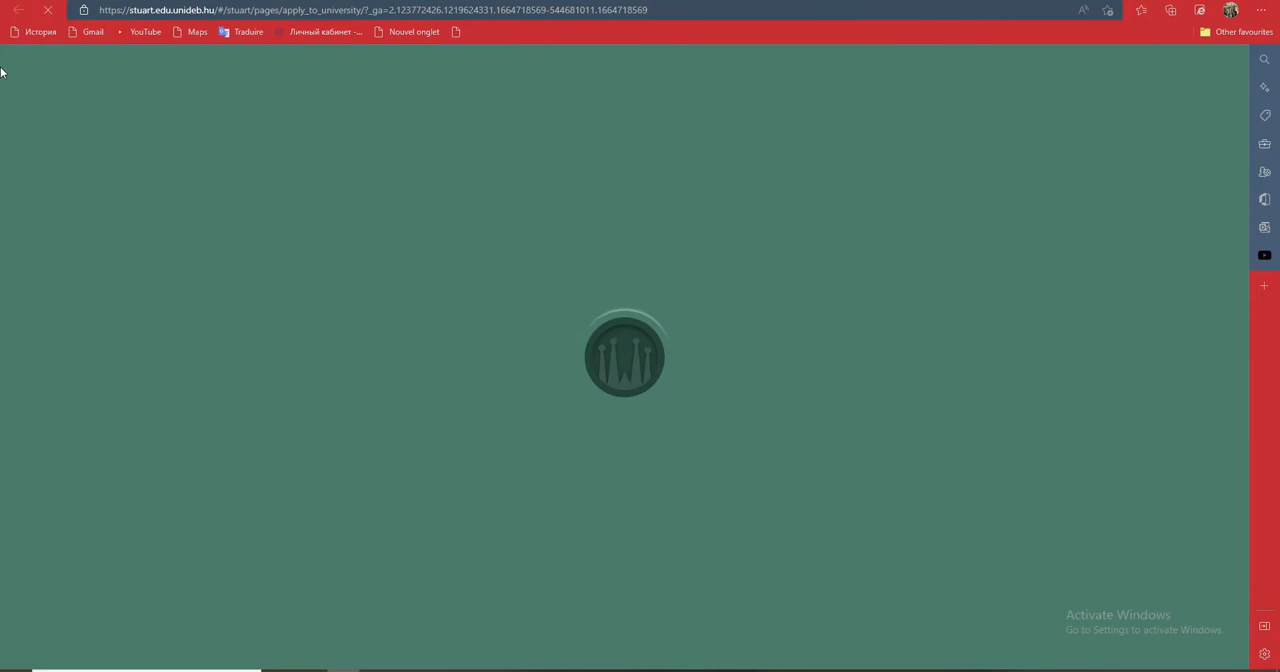 https://stuart.edu.unideb.hu/#/stuart/pages/apply_to_university/?_ga=2.123772426.1219624331.1664718569-544681011.1664718569
История Gmail YouTube Maps Traduire Личный кабинет -... Nouvel onglet Other favourites
Activate Windows
Go to Settings to activate Windows.